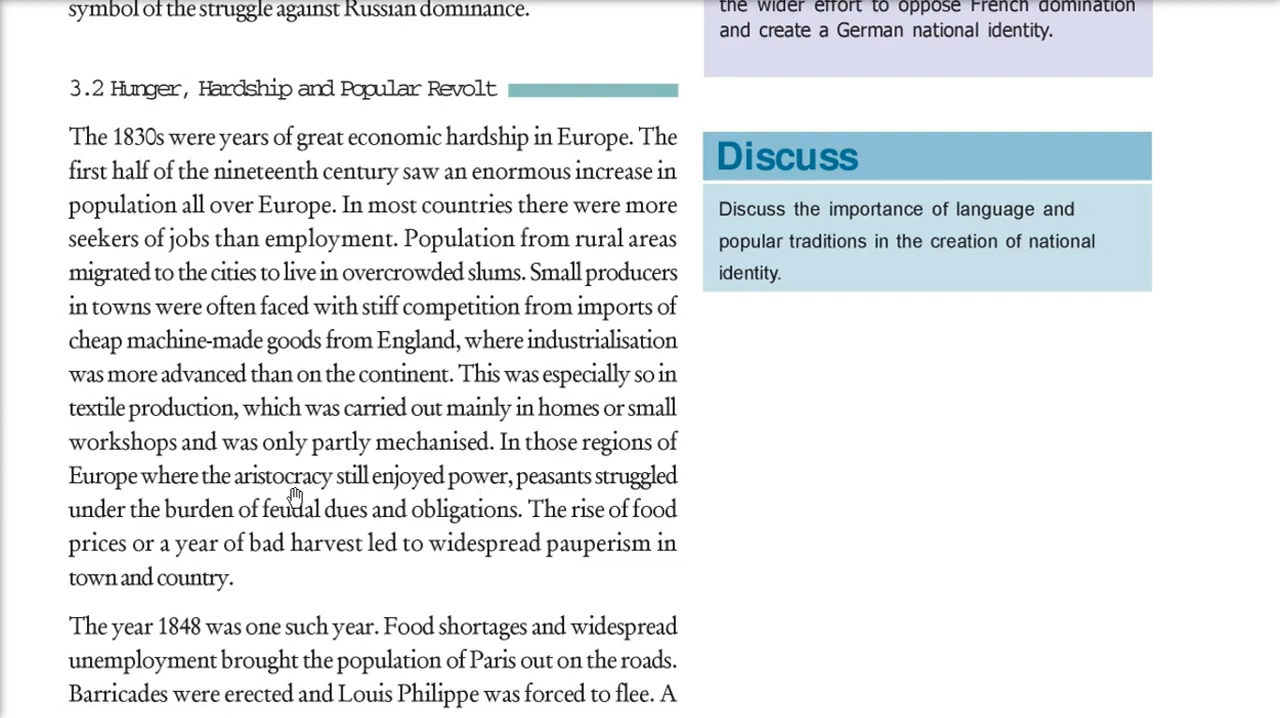 symbol of the struggle against Russian dominance.
3.2 Hunger, Hardship and Popular Revolt
The 1830s were years of great economic hardship in Europe. The
first half of the nineteenth century saw an enormous increase in
population all over Europe. In most countries there were more
seekers of jobs than employment. Population from rural areas
migrated to the cities to live in overcrowded slums. Small producers
in towns were often faced with stiff competition from imports of
cheap machine-made goods from England, where industrialisation
was more advanced than on the continent. This was especially so in
textile production, which was carried out mainly in homes or small
workshops and was only partly mechanised. In those regions of
Europe where the aristocracy still enjoyed power, peasants struggled
under the burden of feudal dues and obligations. The rise of food
prices or a year of bad harvest led to widespread pauperism in
town and country.
The year 1848 was one such year. Food shortages and widespread
unemployment brought the population of Paris out on the roads.
Barricades were erected and Louis Philippe was forced to flee. A
the wider effort to oppose French domination
and create a German national identity.
Discuss
Discuss the importance of language and
popular traditions in the creation of national
identity.